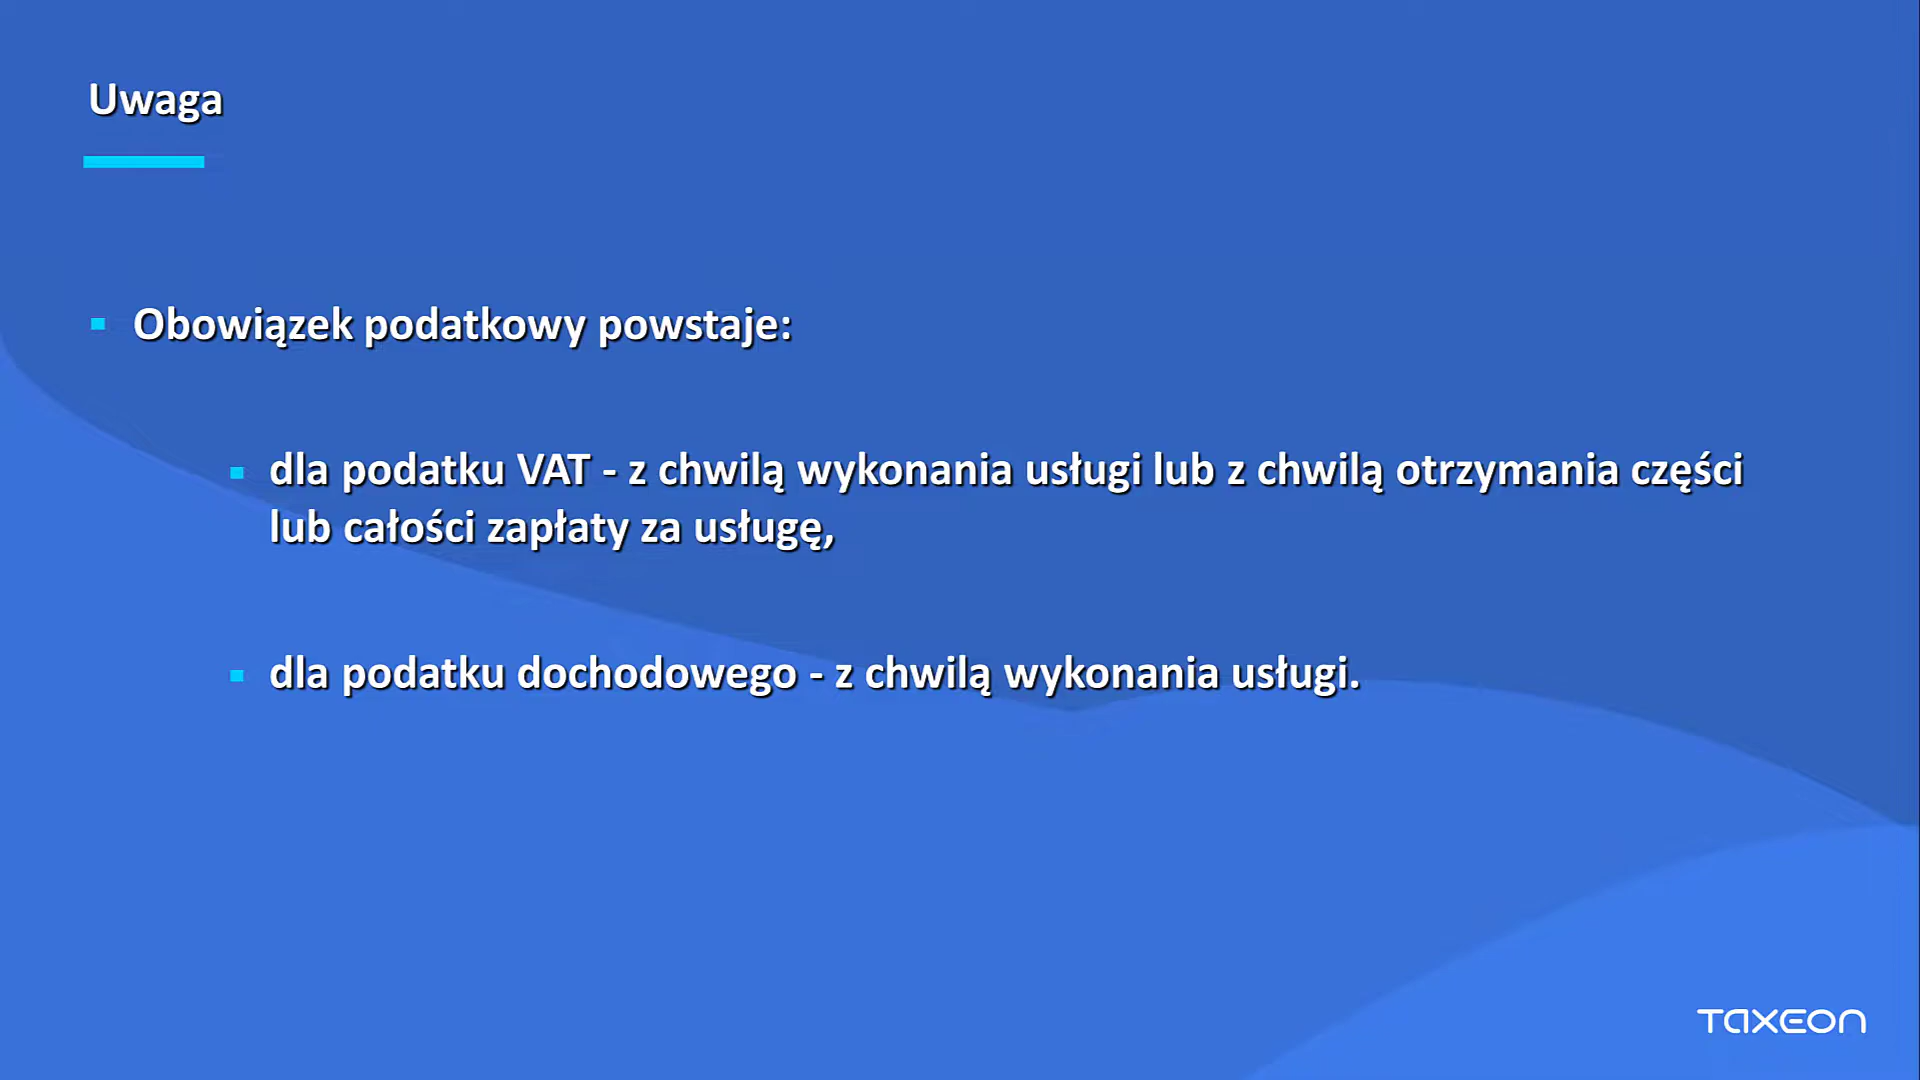 Uwaga
Obowiązek podatkowy powstaje:
dla podatku VAT - z chwilą wykonania usługi lub z chwilą otrzymania części
lub całości zapłaty za usługę,
dla podatku dochodowego - z chwilą wykonania usługi.
TAXEON